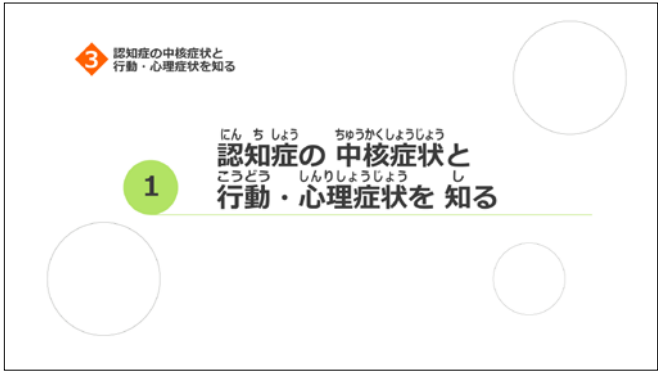 3
認知症の中核症状と
行動・心理症状を知る
にんちしょう ちゅうかくしょうじょう
認知症の 中核症状と
1
こうどう しんりしょうじょう し
行動・心理症状を 知る